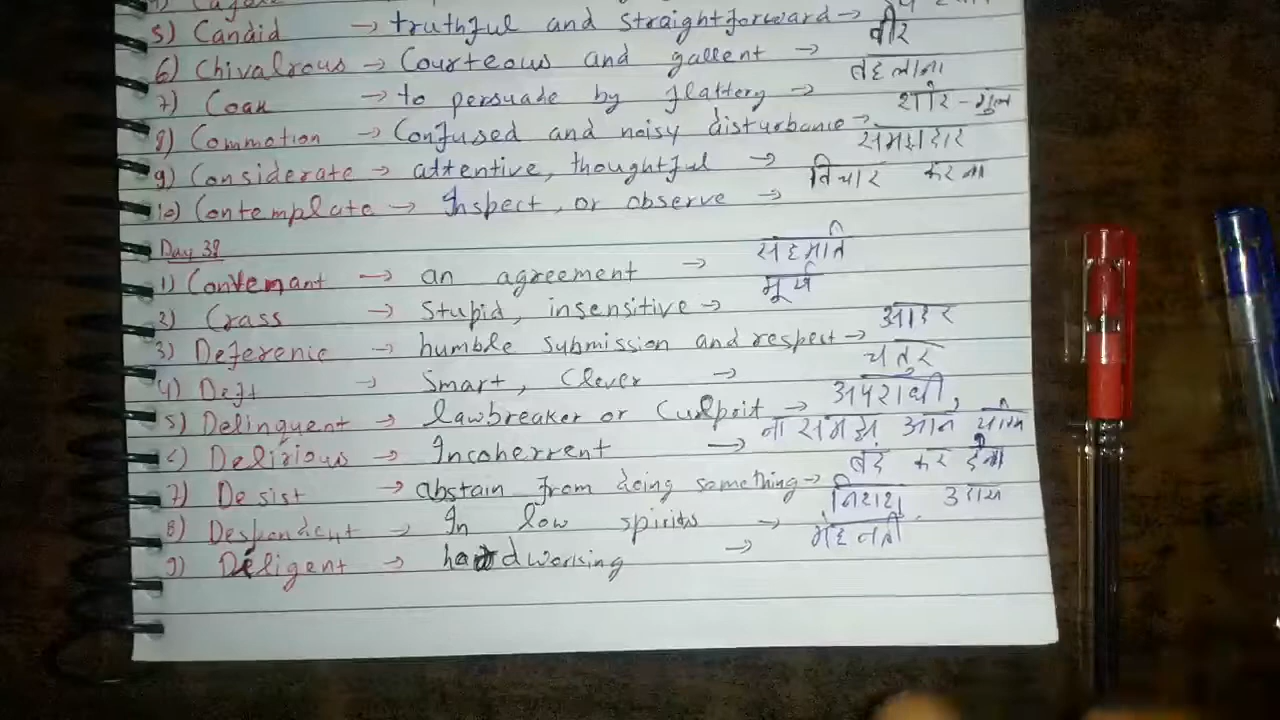 5) Candid → truthful and straightforward →
6) Chivalrous → Courteous and gallent → वीर
7) Coax → to persuade by flattery → बहलाना
8) Commotion → Confused and noisy disturbance → शोर-गुल
9) Considerate → attentive, thoughtful → समझदार
10) Contemplate → Inspect, or observe → विचार करना
Day 38
1) Convenant → an agreement → सहमति
2) Crass → Stupid, insensitive → मूर्ख
3) Deferenic → humble submission and respect → आदर
4) Deft → Smart, Clever → चतुर
5) Delinquent → lawbreaker or Culprit → अपराधी,
6) Delirious → Incoherrent → ना समझे आने योग्य
7) Desist → abstain from doing something → बंद कर देना
8) Despondent → In low spirits → निराश, उदास
9) Deligent → hardworking → मेहनती